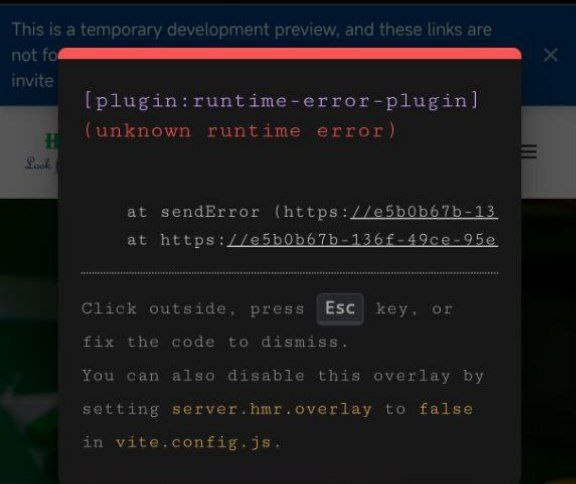 This is a temporary development preview, and these links are
not fo
invite
[plugin:runtime-error-plugin]
(unknown runtime error)
H
Look
at sendError (https://e5b0b67b-13
at https://e5b0b67b-136f-49ce-95e
Click outside, press Esc key, or
fix the code to dismiss.
You can also disable this overlay by
setting server.hmr.overlay to false
in vite.config.js.